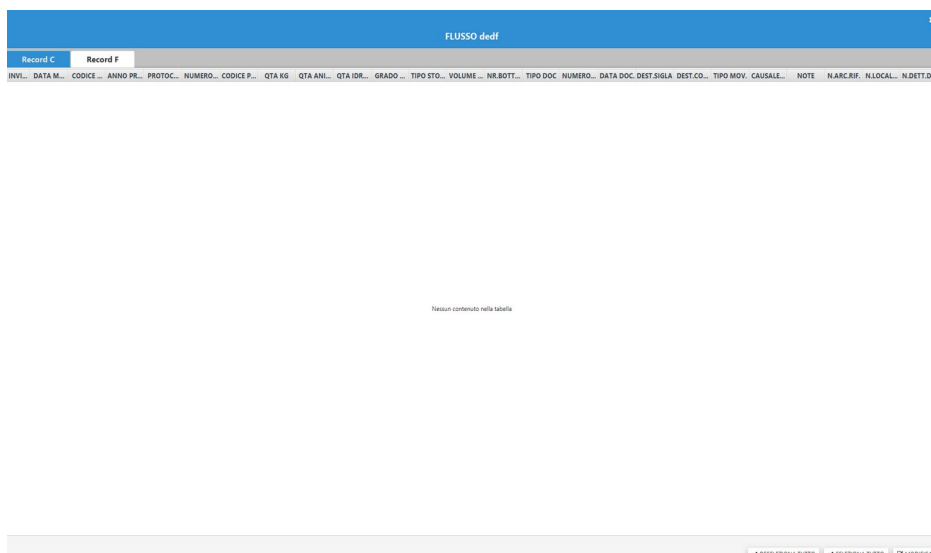 FLUSSO dedf
Record C Record F
INVI... DATA M... CODICE ... ANNO PR... PROTOC... NUMERO... CODICE P... QTA KG QTA ANI... QTA IDR... GRADO ... TIPO STO... VOLUME ... NR.BOTT... TIPO DOC NUMERO... DATA DOC. DEST.SIGLA DEST.CO... TIPO MOV. CAUSALE... NOTE N.ARC.RIF. N.LOCAL... N.DETT.D
Nessun contenuto nella tabella